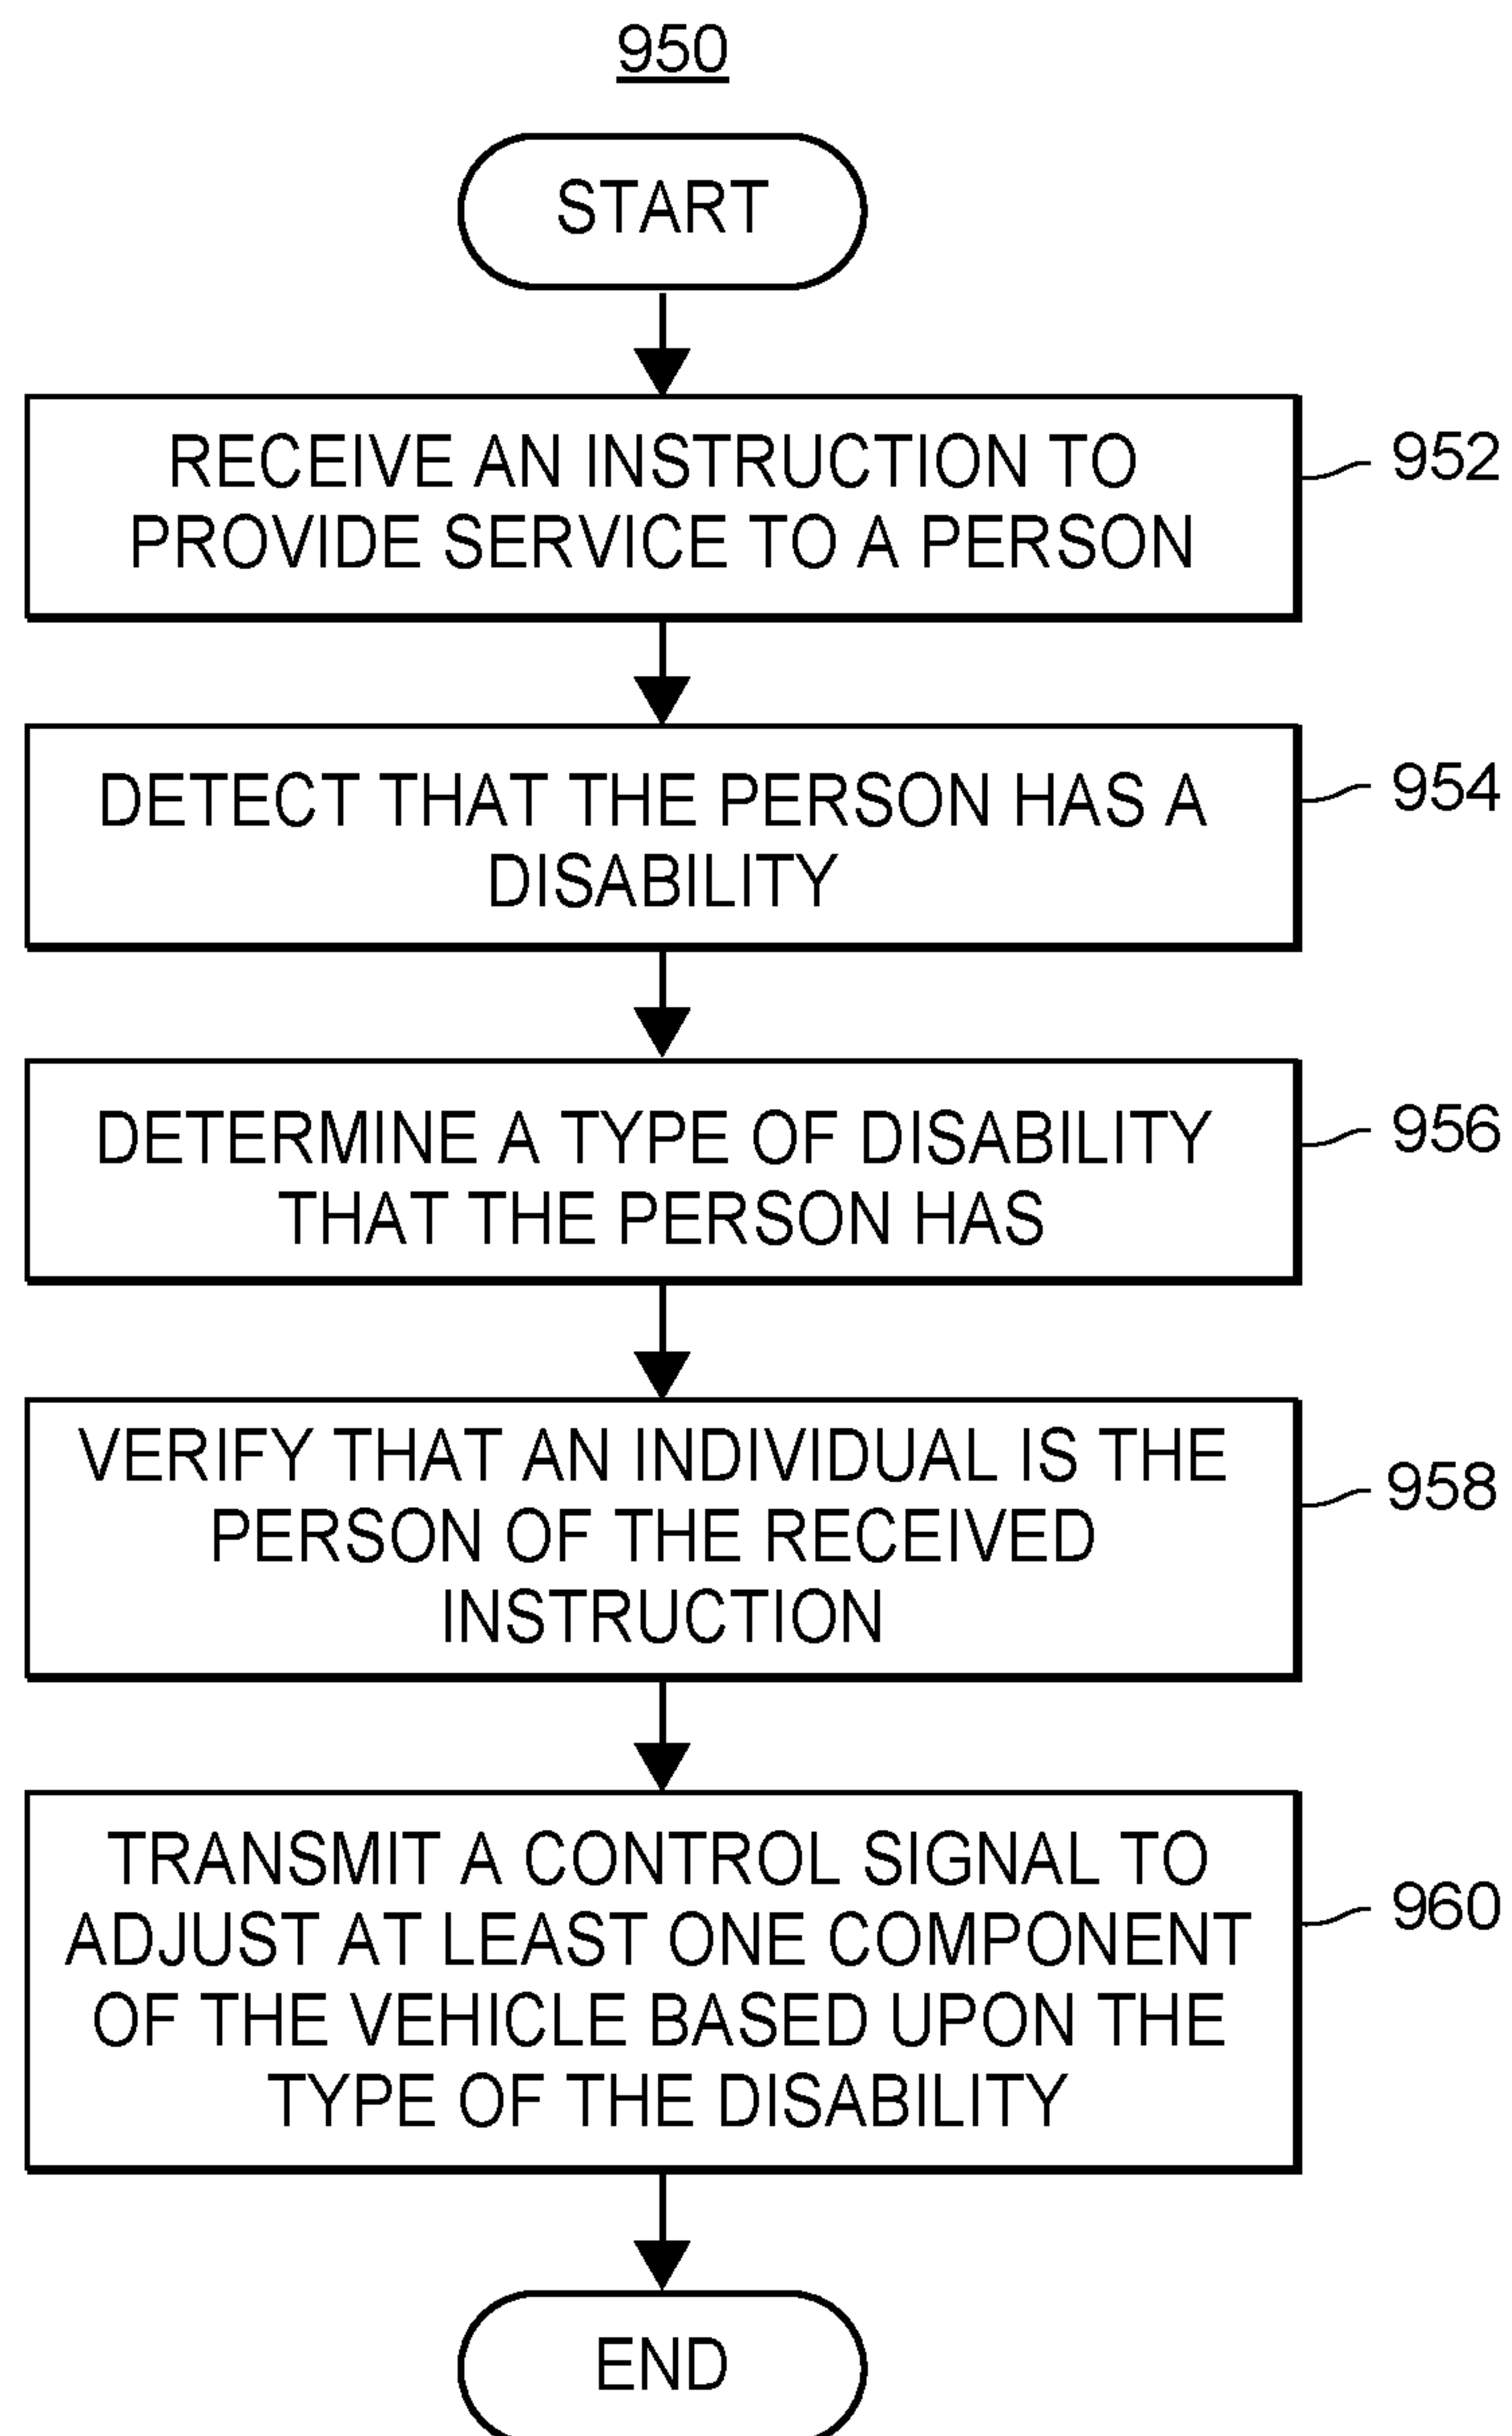 950
START
RECEIVE AN INSTRUCTION TO
PROVIDE SERVICE TO A PERSON
952
DETECT THAT THE PERSON HAS A
DISABILITY
954
DETERMINE A TYPE OF DISABILITY
THAT THE PERSON HAS
956
VERIFY THAT AN INDIVIDUAL IS THE
PERSON OF THE RECEIVED
INSTRUCTION
958
TRANSMIT A CONTROL SIGNAL TO
ADJUST AT LEAST ONE COMPONENT
OF THE VEHICLE BASED UPON THE
TYPE OF THE DISABILITY
960
END